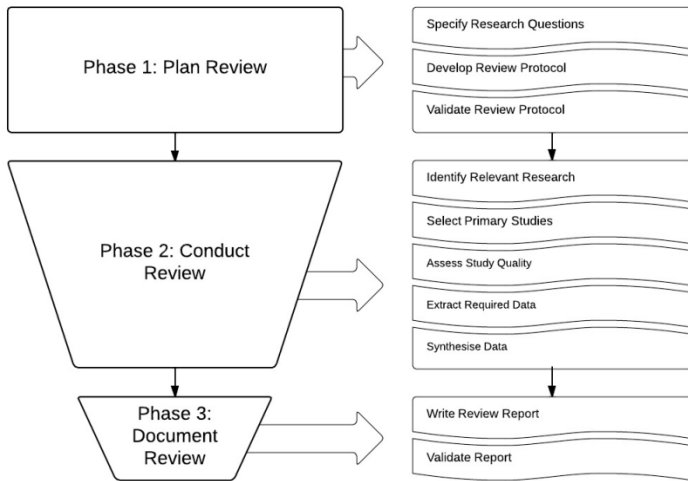 Phase 1: Plan Review
Specify Research Questions
Develop Review Protocol
Validate Review Protocol
Phase 2: Conduct
Review
Identify Relevant Research
Select Primary Studies
Assess Study Quality
Extract Required Data
Synthesise Data
Phase 3:
Document
Review
Write Review Report
Validate Report